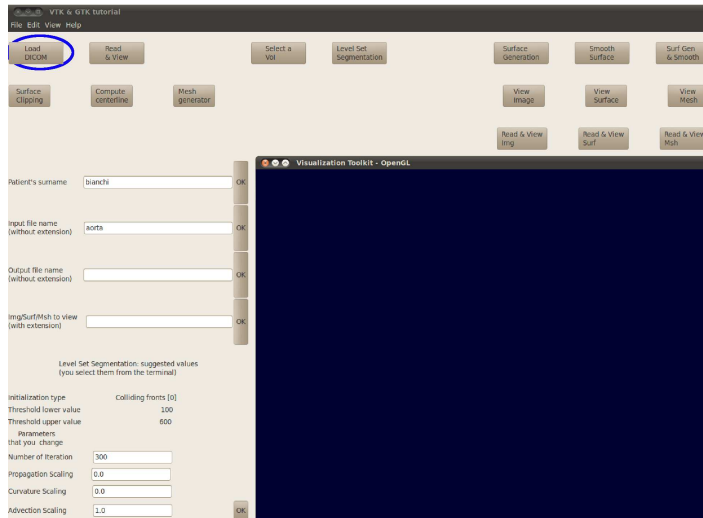 VTK & GTK tutorial
File Edit View Help
Load
DICOM
Read
& View
Select a
VoI
Level Set
Segmentation
Surface
Generation
Smooth
Surface
Surf Gen
& Smooth
Surface
Clipping
Compute
centerline
Mesh
generator
View
Image
View
Surface
View
Mesh
Read & View
Img
Read & View
Surf
Read & View
Msh
Visualization Toolkit - OpenGL
Patient's surname
bianchi
OK
Input file name
(without extension)
aorta
OK
Output file name
(without extension)
OK
Img/Surf/Msh to view
(with extension)
OK
Level Set Segmentation: suggested values
(you select them from the terminal)
Initialization type Colliding fronts [0]
Threshold lower value 100
Threshold upper value 600
Parameters
that you change
Number of Iteration 300
Propagation Scaling 0.0
Curvature Scaling 0.0
Advection Scaling 1.0 OK